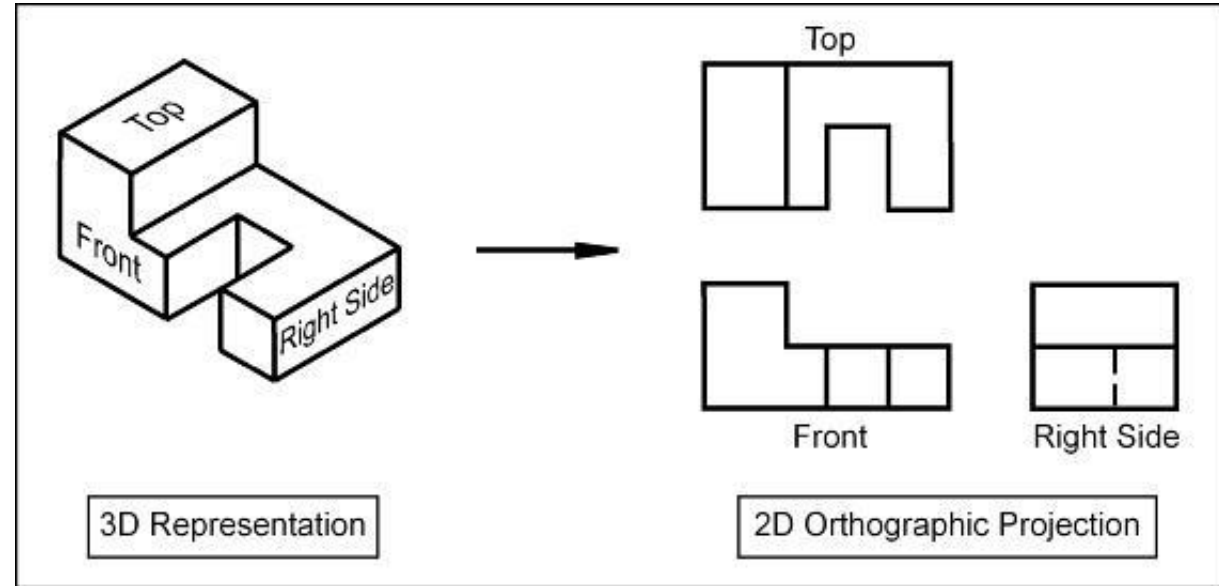 Top
Front
Right Side
Top
Front
Right Side
3D Representation
2D Orthographic Projection